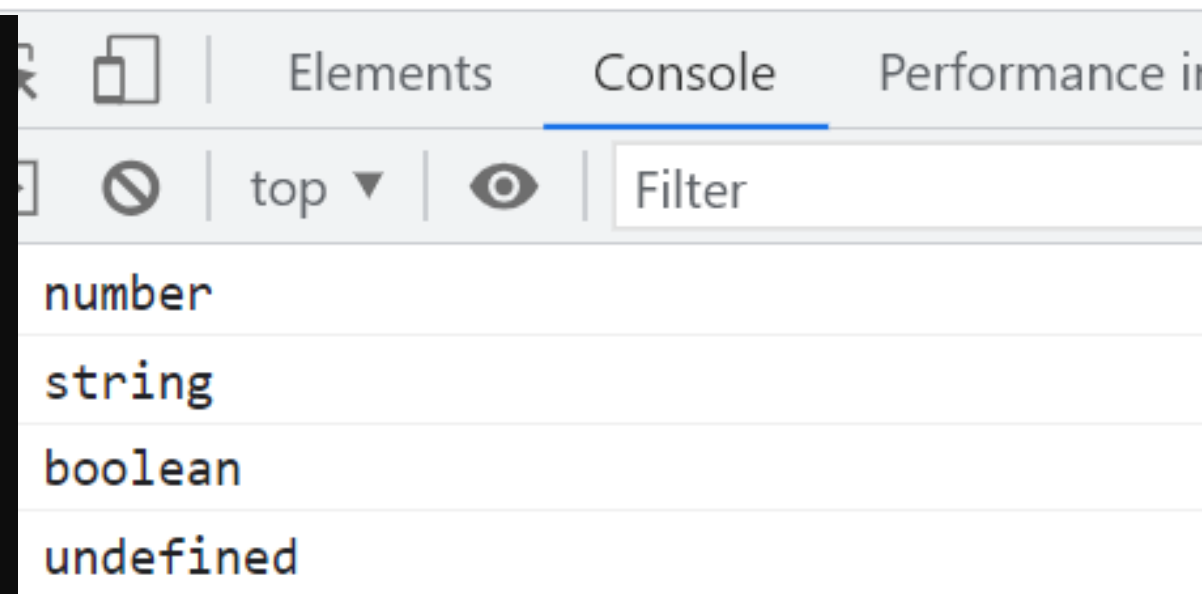 Elements Console Performance
top Filter
number
string
boolean
undefined